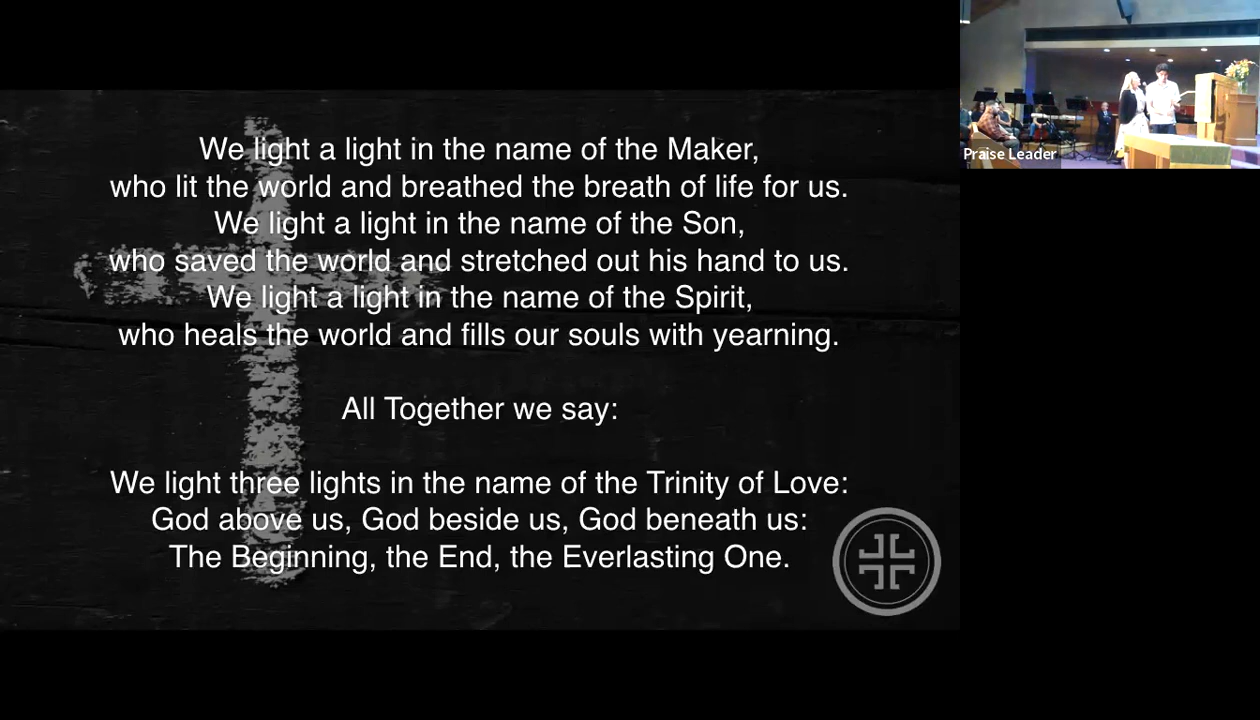 We light a light in the name of the Maker,
who lit the world and breathed the breath of life for us.
We light a light in the name of the Son,
who saved the world and stretched out his hand to us.
We light a light in the name of the Spirit,
who heals the world and fills our souls with yearning.
All Together we say:
We light three lights in the name of the Trinity of Love:
God above us, God beside us, God beneath us:
The Beginning, the End, the Everlasting One.
Praise Leader